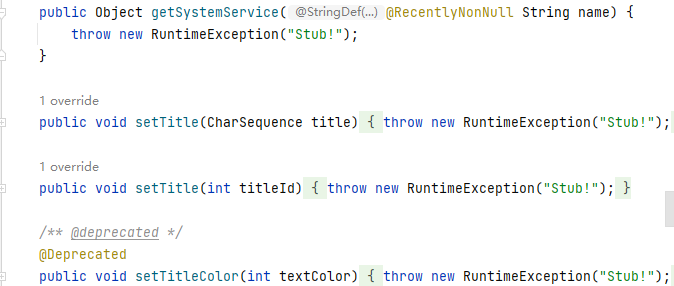 public Object getSystemService( @StringDef(...) @RecentlyNonNull String name) {
throw new RuntimeException("Stub!");
}
1 override
public void setTitle(CharSequence title) { throw new RuntimeException("Stub!");
1 override
public void setTitle(int titleId) { throw new RuntimeException("Stub!"); }
/** @deprecated */
@Deprecated
public void setTitleColor(int textColor) { throw new RuntimeException("Stub!");